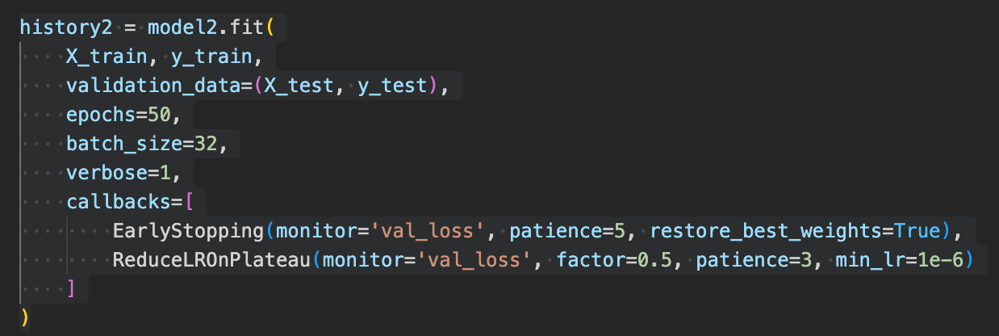 history2 = model2.fit(
    X_train, y_train,
    validation_data=(X_test, y_test),
    epochs=50,
    batch_size=32,
    verbose=1,
    callbacks=[
        EarlyStopping(monitor='val_loss', patience=5, restore_best_weights=True),
        ReduceLROnPlateau(monitor='val_loss', factor=0.5, patience=3, min_lr=1e-6)
    ]
)